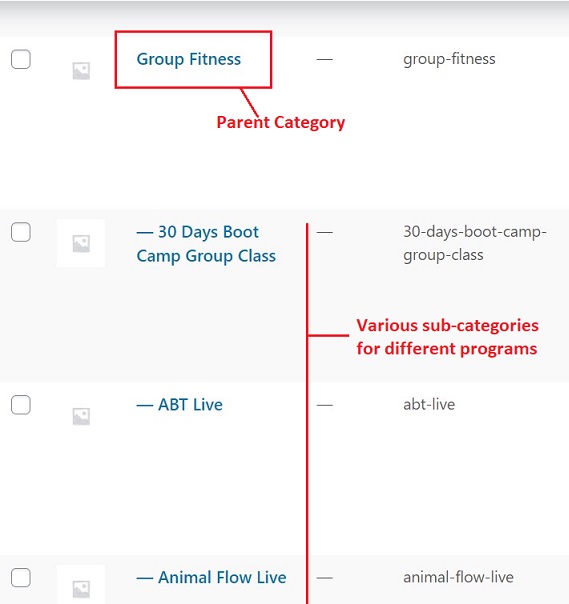 Group Fitness — group-fitness
Parent Category
— 30 Days Boot — 30-days-boot-camp-
Camp Group Class group-class
Various sub-categories
for different programs
— ABT Live — abt-live
— Animal Flow Live — animal-flow-live